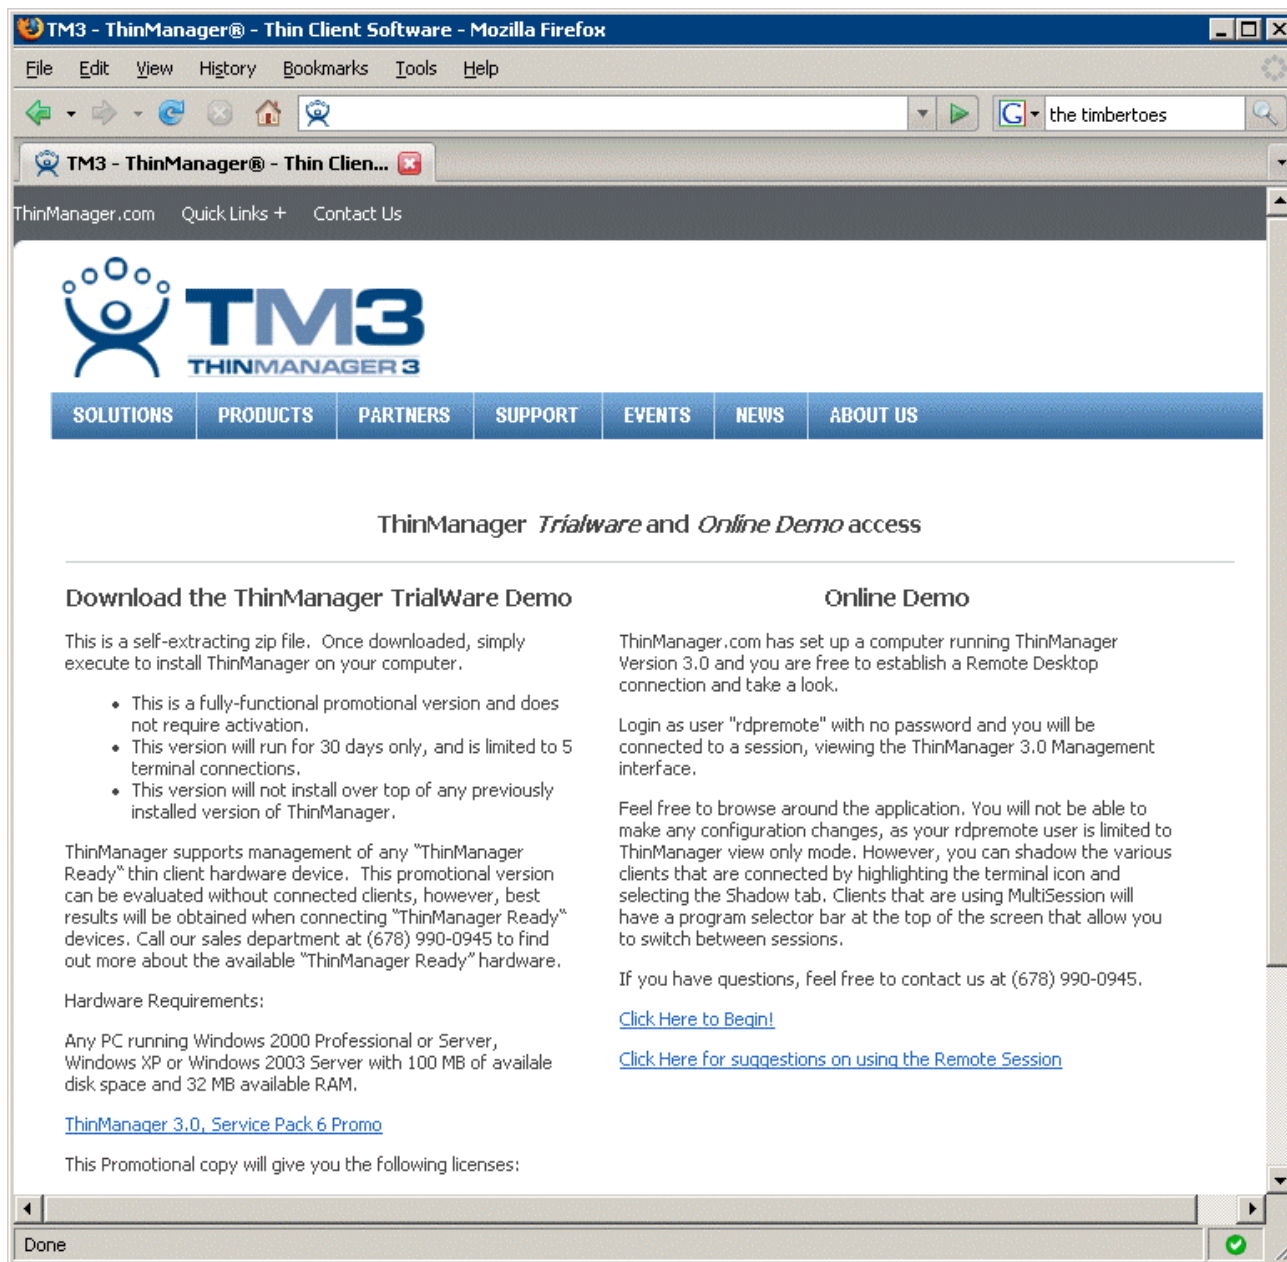 TM3 - ThinManager® - Thin Client Software - Mozilla Firefox
File Edit View History Bookmarks Tools Help
the timbertoes
TM3 - ThinManager® - Thin Clien...
ThinManager.com Quick Links + Contact Us
TM3
THINMANAGER 3
SOLUTIONS PRODUCTS PARTNERS SUPPORT EVENTS NEWS ABOUT US
ThinManager Trialware and Online Demo access
Download the ThinManager TrialWare Demo
This is a self-extracting zip file. Once downloaded, simply
execute to install ThinManager on your computer.
• This is a fully-functional promotional version and does
not require activation.
• This version will run for 30 days only, and is limited to 5
terminal connections.
• This version will not install over top of any previously
installed version of ThinManager.
ThinManager supports management of any "ThinManager
Ready" thin client hardware device. This promotional version
can be evaluated without connected clients, however, best
results will be obtained when connecting "ThinManager Ready"
devices. Call our sales department at (678) 990-0945 to find
out more about the available "ThinManager Ready" hardware.
Hardware Requirements:
Any PC running Windows 2000 Professional or Server,
Windows XP or Windows 2003 Server with 100 MB of availale
disk space and 32 MB available RAM.
ThinManager 3.0, Service Pack 6 Promo
This Promotional copy will give you the following licenses:
Online Demo
ThinManager.com has set up a computer running ThinManager
Version 3.0 and you are free to establish a Remote Desktop
connection and take a look.
Login as user "rdpremote" with no password and you will be
connected to a session, viewing the ThinManager 3.0 Management
interface.
Feel free to browse around the application. You will not be able to
make any configuration changes, as your rdpremote user is limited to
ThinManager view only mode. However, you can shadow the various
clients that are connected by highlighting the terminal icon and
selecting the Shadow tab. Clients that are using MultiSession will
have a program selector bar at the top of the screen that allow you
to switch between sessions.
If you have questions, feel free to contact us at (678) 990-0945.
Click Here to Begin!
Click Here for suggestions on using the Remote Session
Done